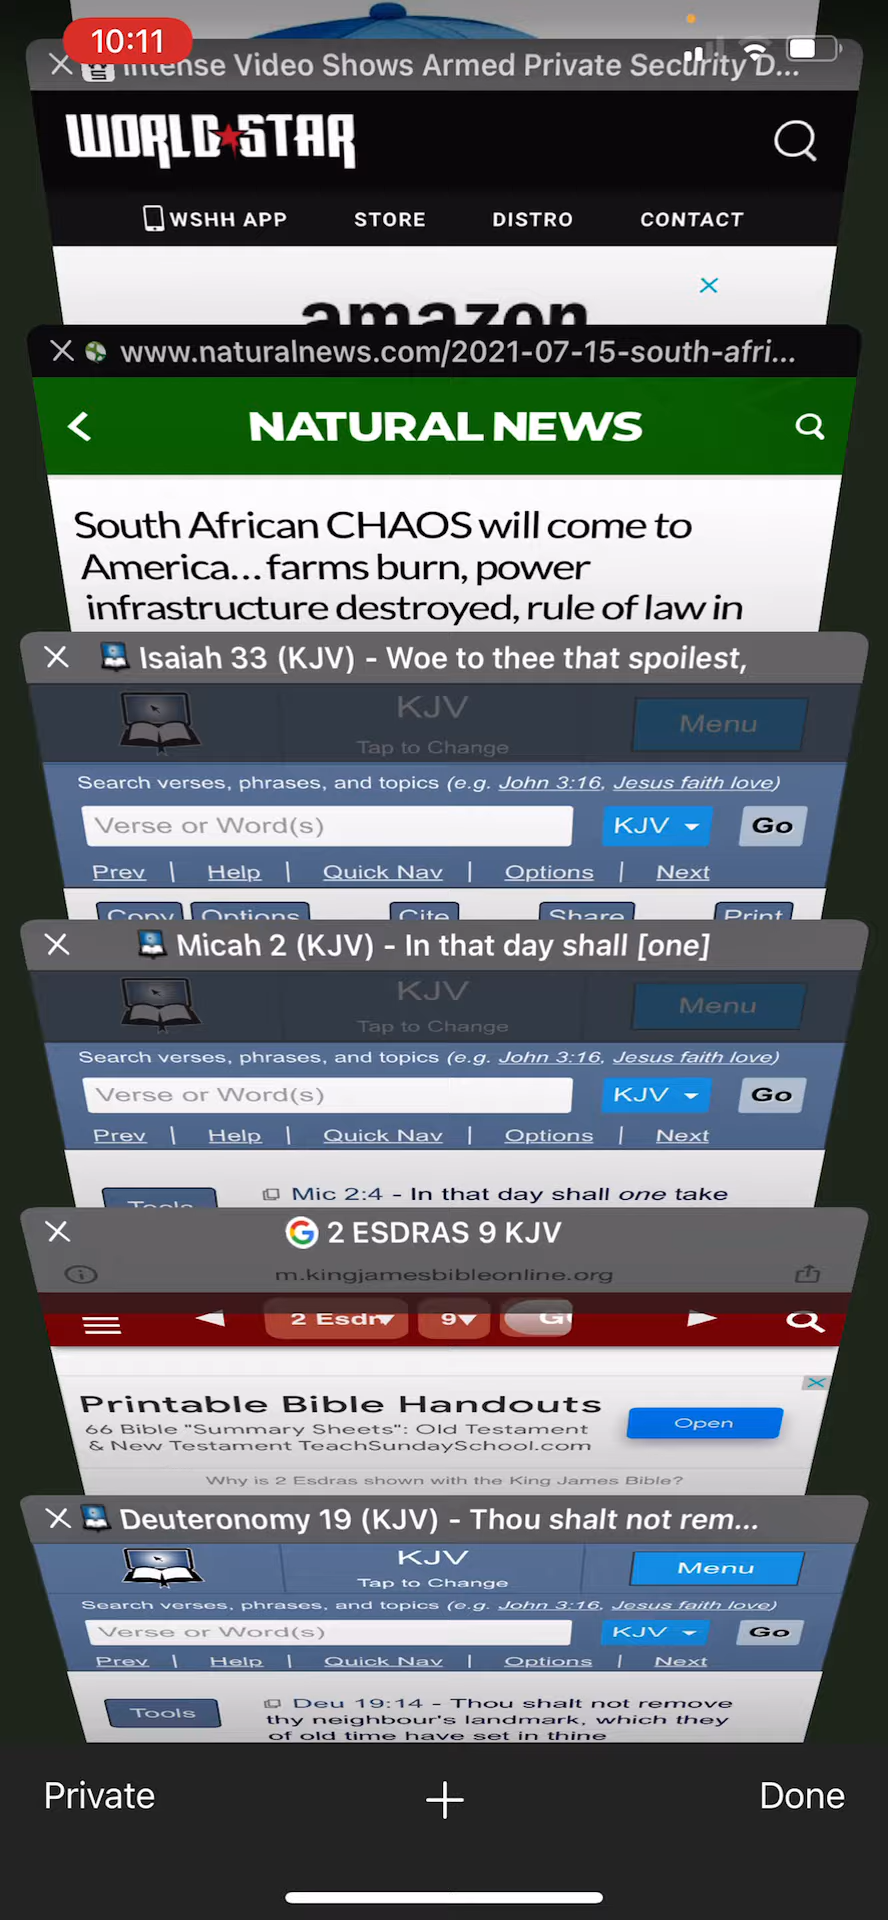 10:11
Intense Video Shows Armed Private Security D...
WORLD STAR
WSHH APP STORE DISTRO CONTACT
amazon
www.naturalnews.com/2021-07-15-south-afri...
NATURAL NEWS
South African CHAOS will come to
America...farms burn, power
infrastructure destroyed, rule of law in
Isaiah 33 (KJV) - Woe to thee that spoilest,
KJV
Tap to Change
Menu
Search verses, phrases, and topics (e.g. John 3:16, Jesus faith love)
Verse or Word(s) KJV Go
Prev | Help | Quick Nav | Options | Next
Copy Options Cite Share Print
Micah 2 (KJV) - In that day shall [one]
KJV
Tap to Change
Menu
Search verses, phrases, and topics (e.g. John 3:16, Jesus faith love)
Verse or Word(s) KJV Go
Prev | Help | Quick Nav | Options | Next
Tools
Mic 2:4 - In that day shall one take
2 ESDRAS 9 KJV
m.kingjamesbibleonline.org
2 Esdr 9 G
Printable Bible Handouts
66 Bible "Summary Sheets": Old Testament
& New Testament TeachSundaySchool.com
Open
Why is 2 Esdras shown with the King James Bible?
Deuteronomy 19 (KJV) - Thou shalt not rem...
KJV
Tap to Change
Menu
Search verses, phrases, and topics (e.g. John 3:16, Jesus faith love)
Verse or Word(s) KJV Go
Prev | Help | Quick Nav | Options | Next
Tools
Deu 19:14 - Thou shalt not remove
thy neighbour's landmark, which they
of old time have set in thine
Private + Done